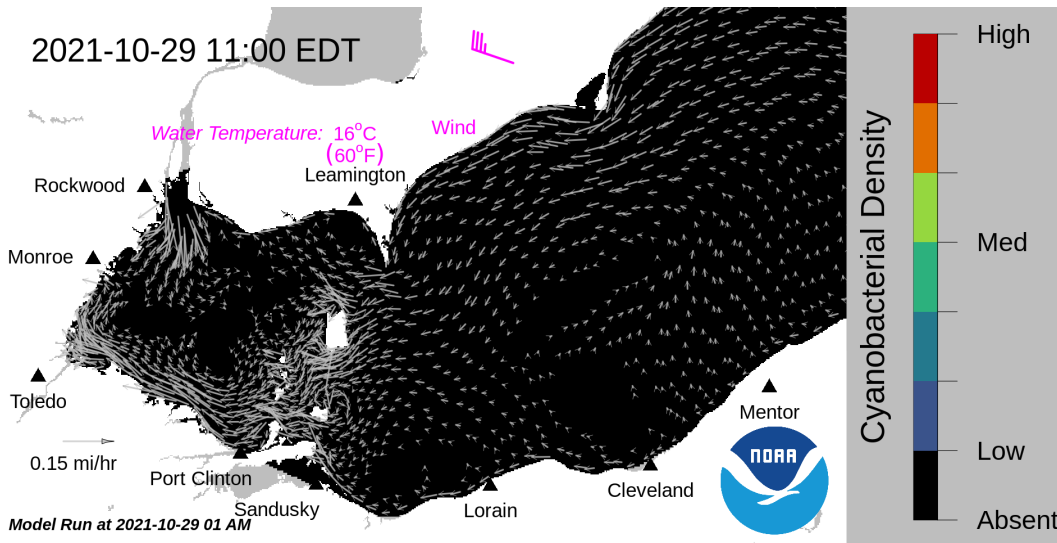 2021-10-29 11:00 EDT
Wind
Water Temperature: 16°C
(60°F)
Leamington
Rockwood
Monroe
Toledo
0.15 mi/hr
Port Clinton
Sandusky
Lorain
Cleveland
Mentor
NOAA
Model Run at 2021-10-29 01 AM
Cyanobacterial Density
High
Med
Low
Absent